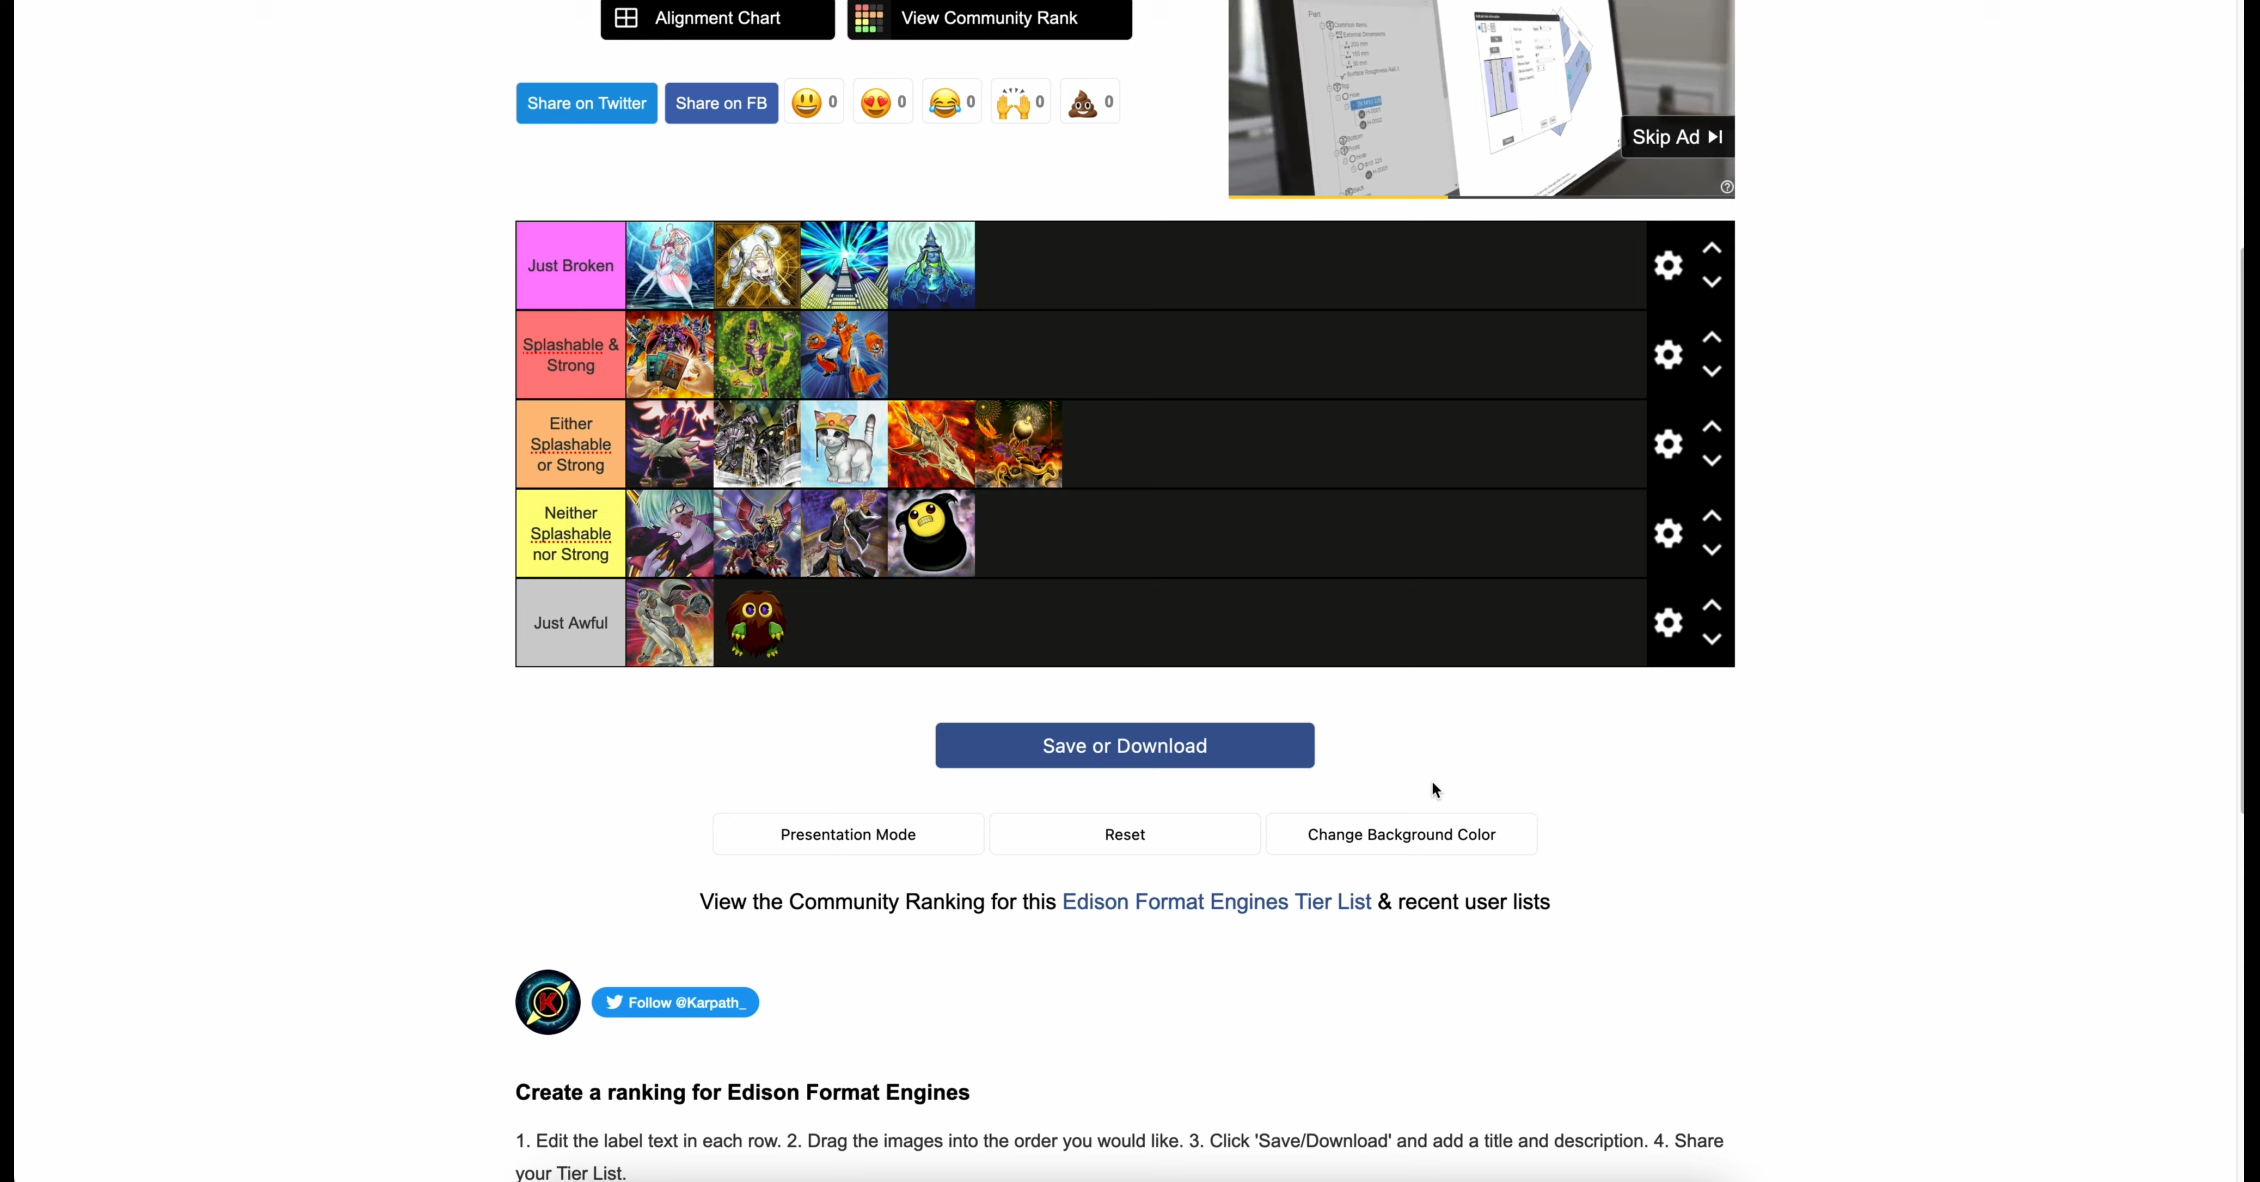 Alignment Chart
View Community Rank
Share on Twitter
Share on FB
0
0
0
0
0
Part
Skip Ad
Just Broken
Splashable &
Strong
Either
Splashable
or Strong
Neither
Splashable
nor Strong
Just Awful
Save or Download
Presentation Mode
Reset
Change Background Color
View the Community Ranking for this Edison Format Engines Tier List & recent user lists
K
Follow @Karpath_
Create a ranking for Edison Format Engines
1. Edit the label text in each row. 2. Drag the images into the order you would like. 3. Click 'Save/Download' and add a title and description. 4. Share
your Tier List.